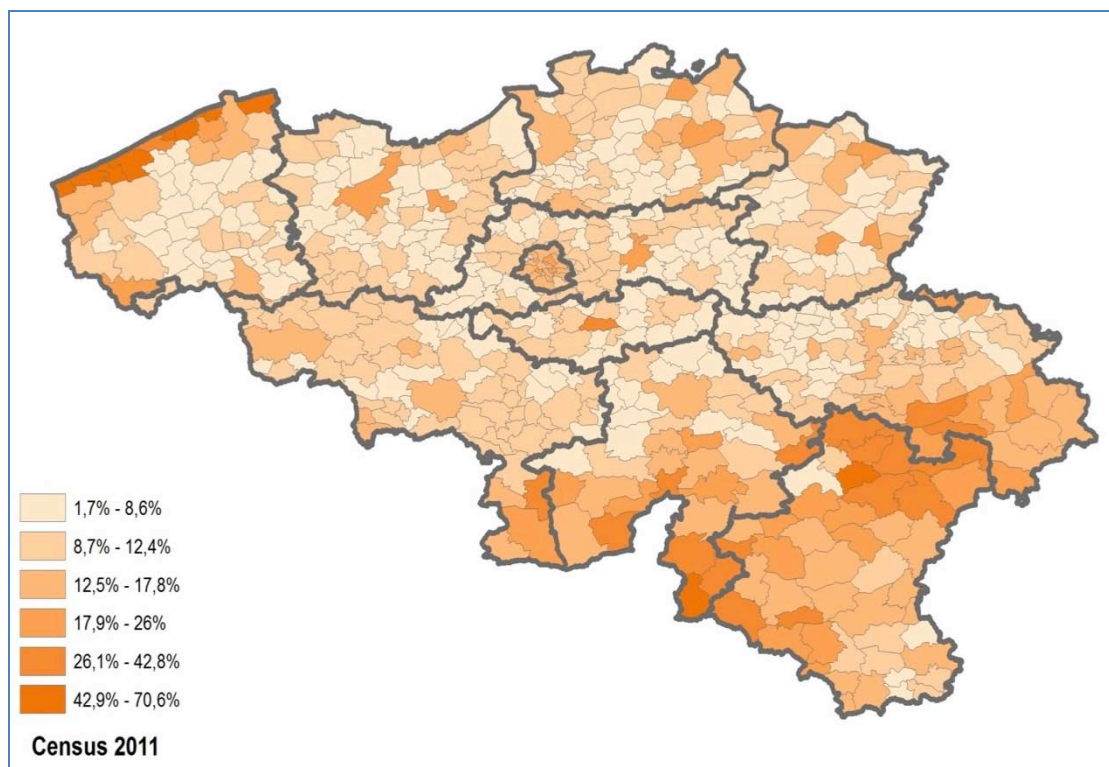 1,7% - 8,6%
8,7% - 12,4%
12,5% - 17,8%
17,9% - 26%
26,1% - 42,8%
42,9% - 70,6%
Census 2011